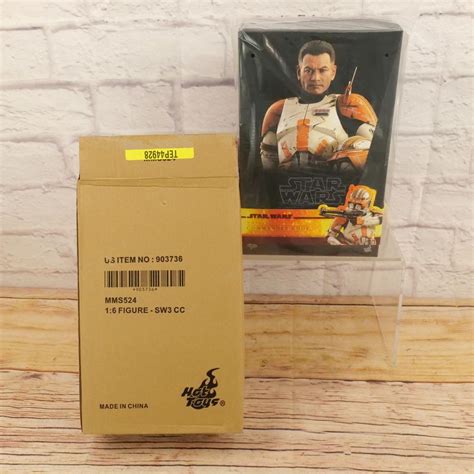 TEP44928
US ITEM NO : 903736
*903736*
MMS524
1:6 FIGURE - SW3 CC
Hot Toys®
MADE IN CHINA
STAR WARS
STAR WARS